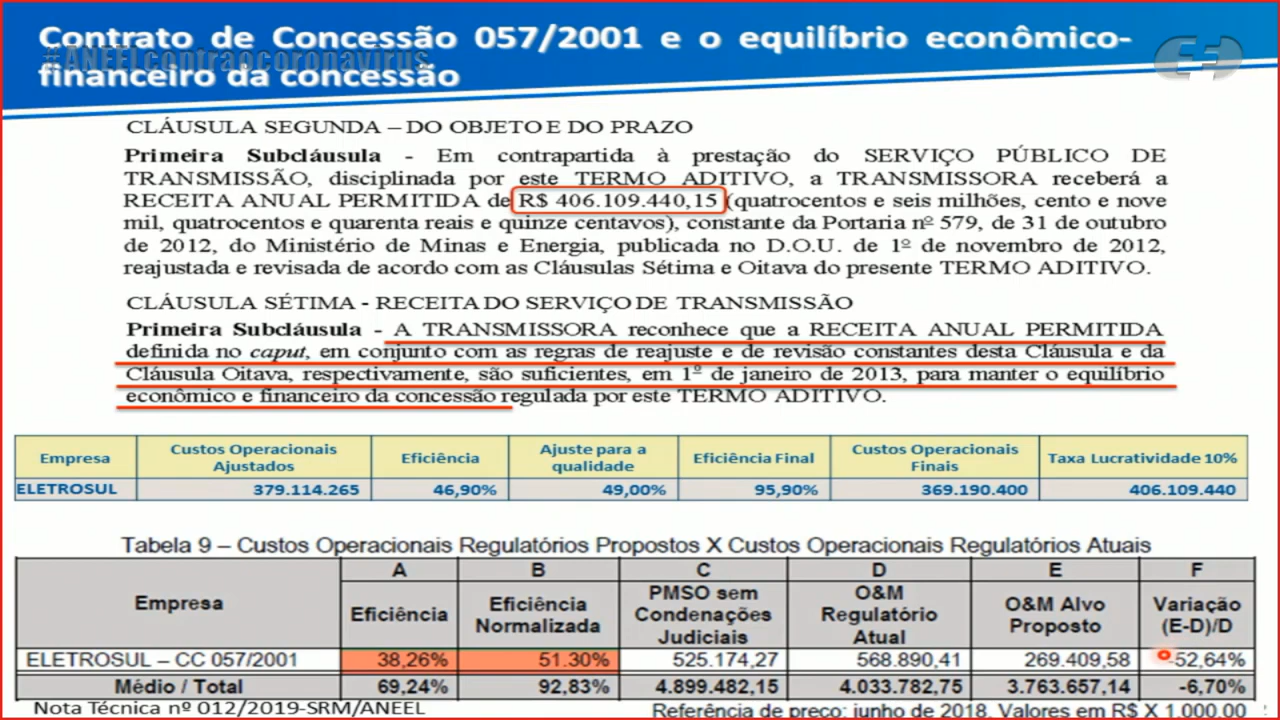 Contrato de Concessão 057/2001 e o equilíbrio econômico-
#ANEELcontraocoronavírus
financeiro da concessão
CLÁUSULA SEGUNDA – DO OBJETO E DO PRAZO
Primeira Subcláusula - Em contrapartida à prestação do SERVIÇO PÚBLICO DE
TRANSMISSÃO, disciplinada por este TERMO ADITIVO, a TRANSMISSORA receberá a
RECEITA ANUAL PERMITIDA de R$ 406.109.440,15 (quatrocentos e seis milhões, cento e nove
mil, quatrocentos e quarenta reais e quinze centavos), constante da Portaria nº 579, de 31 de outubro
de 2012, do Ministério de Minas e Energia, publicada no D.O.U. de 1º de novembro de 2012,
reajustada e revisada de acordo com as Cláusulas Sétima e Oitava do presente TERMO ADITIVO.
CLÁUSULA SÉTIMA - RECEITA DO SERVIÇO DE TRANSMISSÃO
Primeira Subcláusula - A TRANSMISSORA reconhece que a RECEITA ANUAL PERMITIDA
definida no caput, em conjunto com as regras de reajuste e de revisão constantes desta Cláusula e da
Cláusula Oitava, respectivamente, são suficientes, em 1º de janeiro de 2013, para manter o equilíbrio
econômico e financeiro da concessão regulada por este TERMO ADITIVO.
Empresa Custos Operacionais Ajustados Eficiência Ajuste para a qualidade Eficiência Final Custos Operacionais Finais Taxa Lucratividade 10%
ELETROSUL 379.114.265 46,90% 49,00% 95,90% 369.190.400 406.109.440
Tabela 9 – Custos Operacionais Regulatórios Propostos X Custos Operacionais Regulatórios Atuais
A B C D E F
Empresa Eficiência Eficiência Normalizada PMSO sem Condenações Judiciais O&M Regulatório Atual O&M Alvo Proposto Variação (E-D)/D
ELETROSUL – CC 057/2001 38,26% 51.30% 525.174,27 568.890,41 269.409,58 -52,64%
Médio / Total 69,24% 92,83% 4.899.482,15 4.033.782,75 3.763.657,14 -6,70%
Nota Técnica nº 012/2019-SRM/ANEEL Referência de preço: junho de 2018. Valores em R$ X 1.000,00